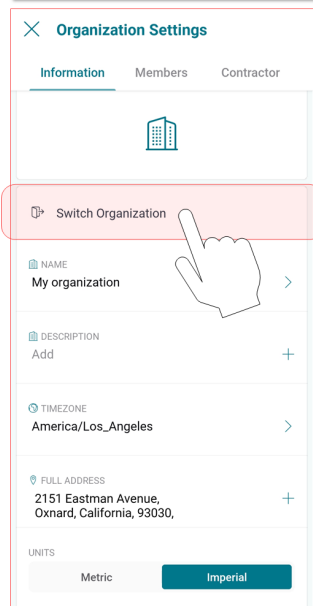 Organization Settings
Information Members Contractor
Switch Organization
NAME
My organization
DESCRIPTION
Add
TIMEZONE
America/Los_Angeles
FULL ADDRESS
2151 Eastman Avenue,
Oxnard, California, 93030,
UNITS
Metric Imperial